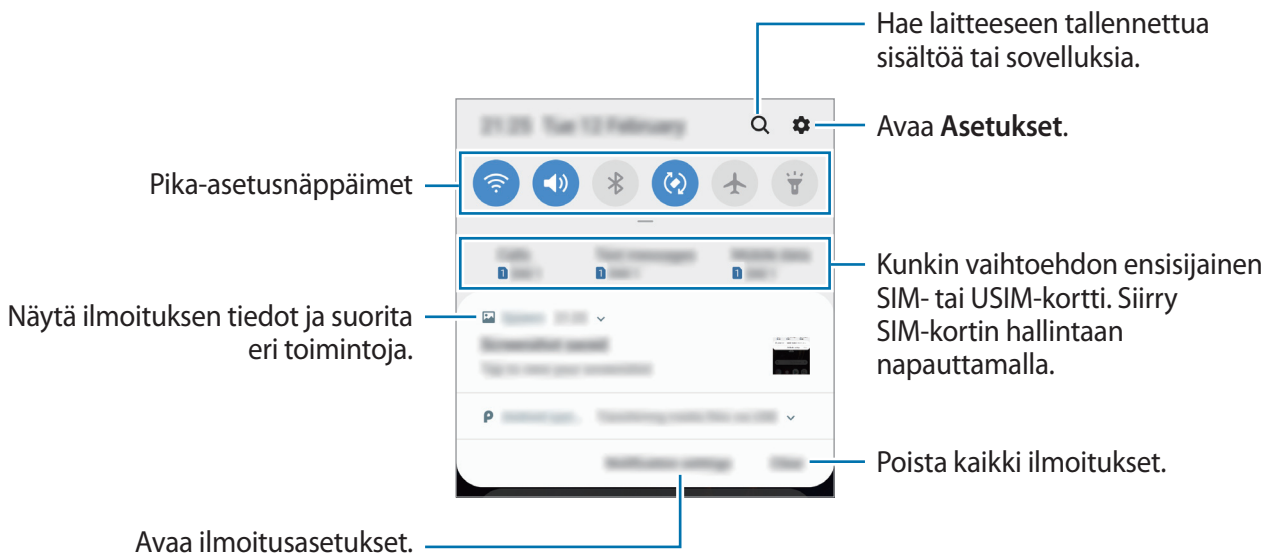 Hae laitteeseen tallennettua
sisältöä tai sovelluksia.
Avaa Asetukset.
Pika-asetusnäppäimet
Kunkin vaihtoehdon ensisijainen
SIM- tai USIM-kortti. Siirry
SIM-kortin hallintaan
napauttamalla.
Näytä ilmoituksen tiedot ja suorita
eri toimintoja.
Poista kaikki ilmoitukset.
Avaa ilmoitusasetukset.